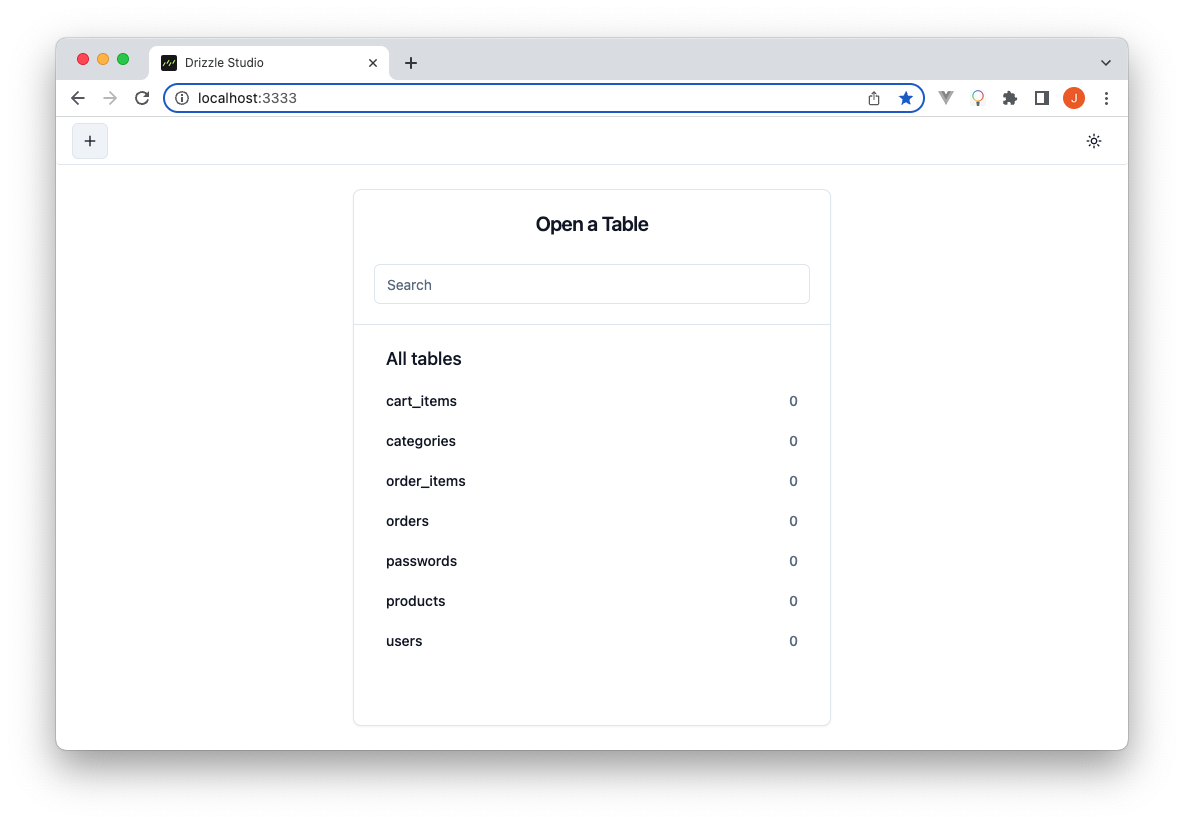 Drizzle Studio
localhost:3333
J
Open a Table
Search
All tables
cart_items 0
categories 0
order_items 0
orders 0
passwords 0
products 0
users 0